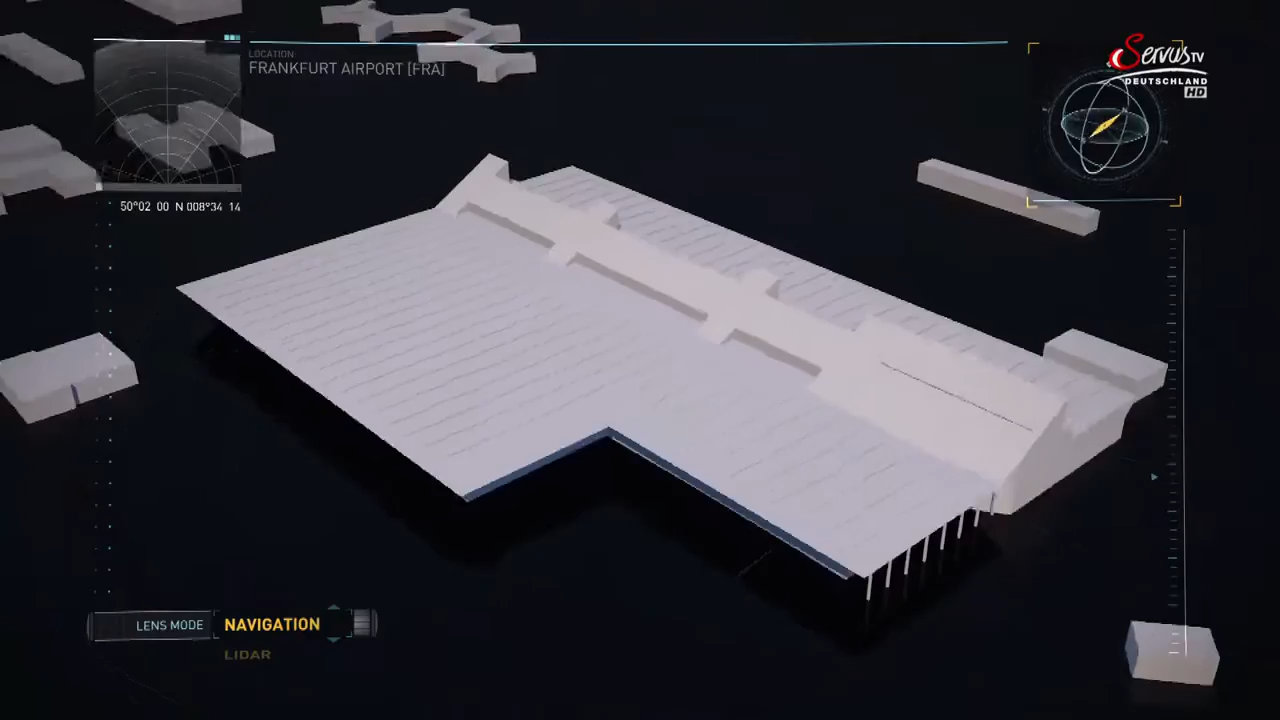 LOCATION:
FRANKFURT AIRPORT [FRA]
SERVUSTV
DEUTSCHLAND
HD
50°02 00 N 008°34 14
LENS MODE
NAVIGATION
LIDAR